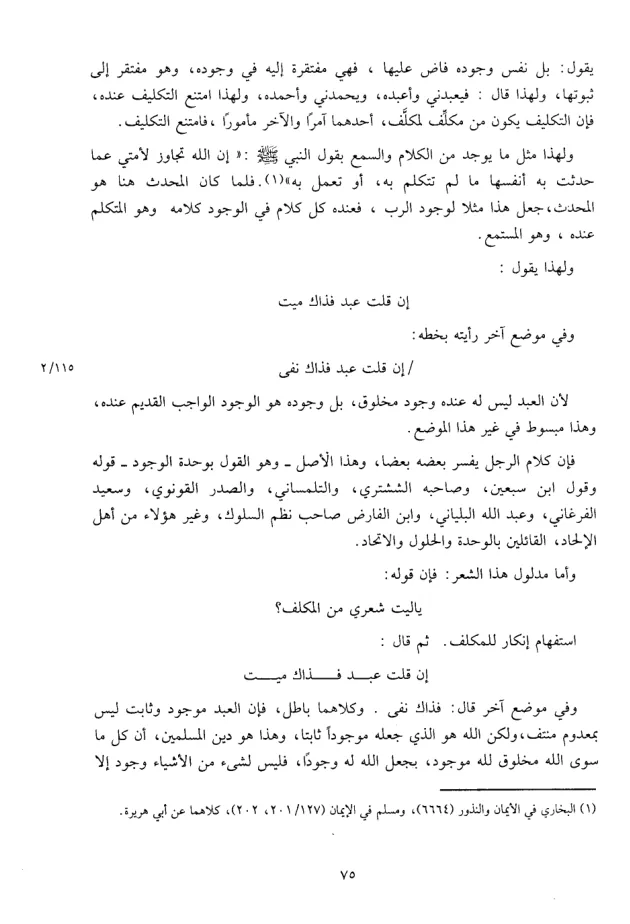 يقول: بل نفس وجوده فاض عليها ، فهي مفتقرة إليه في وجوده، وهو مفتقر إلى
ثبوتها، ولهذا قال : فيعبدني وأعبده، ويحمدني وأحمده، ولهذا امتنع التكليف عنده،
فإن التكليف يكون من مكلِّف لمكلَّف، أحدهما آمرًا والآخر مأمورًا ،فامتنع التكليف.
ولهذا مثل ما يوجد من الكلام والسمع بقول النبي ﷺ :« إن الله تجاوز لأمتي عما
حدثت به أنفسها ما لم تتكلم به، أو تعمل به»(١).فلما كان المحدث هنا هو
المحدث،جعل هذا مثلا لوجود الرب ، فعنده كل كلام في الوجود كلامه وهو المتكلم
عنده ، وهو المستمع.
ولهذا يقول :
إن قلت عبد فذاك ميت
وفي موضع آخر رأيته بخطه:
/ إن قلت عبد فذاك نفى
٢/١١٥
لأن العبد ليس له عنده وجود مخلوق، بل وجوده هو الوجود الواجب القديم عنده،
وهذا مبسوط في غير هذا الموضع.
فإن كلام الرجل يفسر بعضه بعضا، وهذا الأصل ـ وهو القول بوحدة الوجود ـ قوله
وقول ابن سبعين، وصاحبه الششتري، والتلمساني، والصدر القونوي، وسعيد
الفرغاني، وعبد الله البلياني، وابن الفارض صاحب نظم السلوك، وغير هؤلاء من أهل
الإلحاد، القائلين بالوحدة والحلول والاتحاد.
وأما مدلول هذا الشعر: فإن قوله:
ياليت شعري من المكلف؟
استفهام إنكار للمكلف. ثم قال :
إن قلت عبـد فـــذاك ميـــت
وفي موضع آخر قال: فذاك نفى . وكلاهما باطل، فإن العبد موجود وثابت ليس
بمعدوم منتف،ولكن الله هو الذي جعله موجوداً ثابتا، وهذا هو دين المسلمين، أن كل ما
سوى الله مخلوق لله موجود، بجعل الله له وجودًا، فليس لشىء من الأشياء وجود إلا
(١) البخاري في الأيمان والنذور (٦٦٦٤)، ومسلم في الإيمان (٢٠١/١٢٧، ٢٠٢)، كلاهما عن أبي هريرة.
٧٥